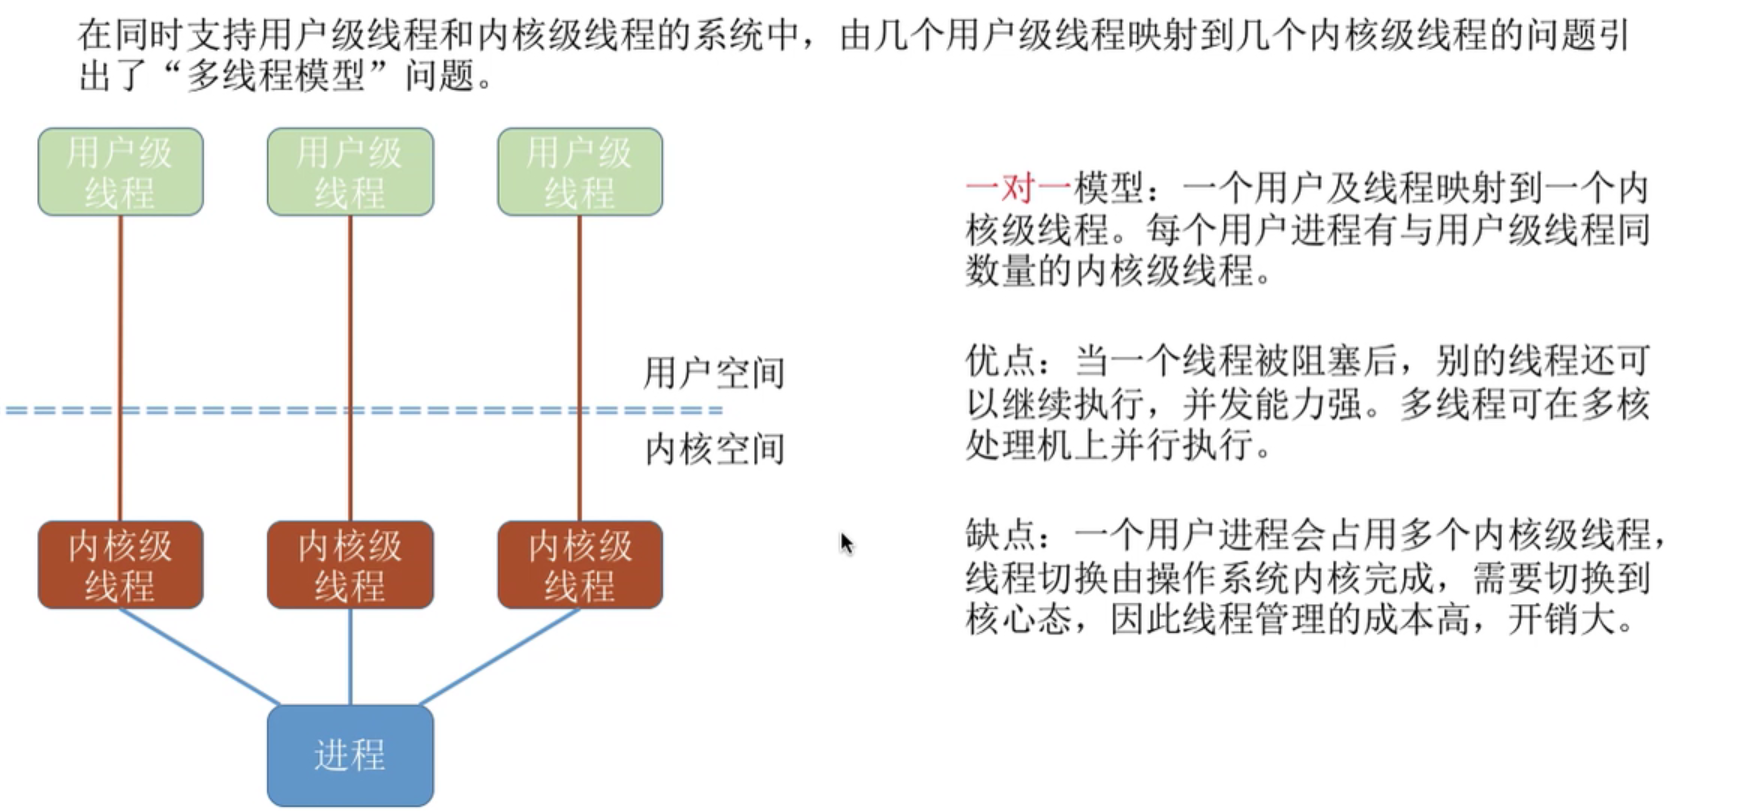 在同时支持用户级线程和内核级线程的系统中，由几个用户级线程映射到几个内核级线程的问题引
出了“多线程模型”问题。
用户级
线程
用户级
线程
用户级
线程
用户空间
内核空间
内核级
线程
内核级
线程
内核级
线程
进程
一对一模型：一个用户及线程映射到一个内
核级线程。每个用户进程有与用户级线程同
数量的内核级线程。
优点：当一个线程被阻塞后，别的线程还可
以继续执行，并发能力强。多线程可在多核
处理机上并行执行。
缺点：一个用户进程会占用多个内核级线程，
线程切换由操作系统内核完成，需要切换到
核心态，因此线程管理的成本高，开销大。